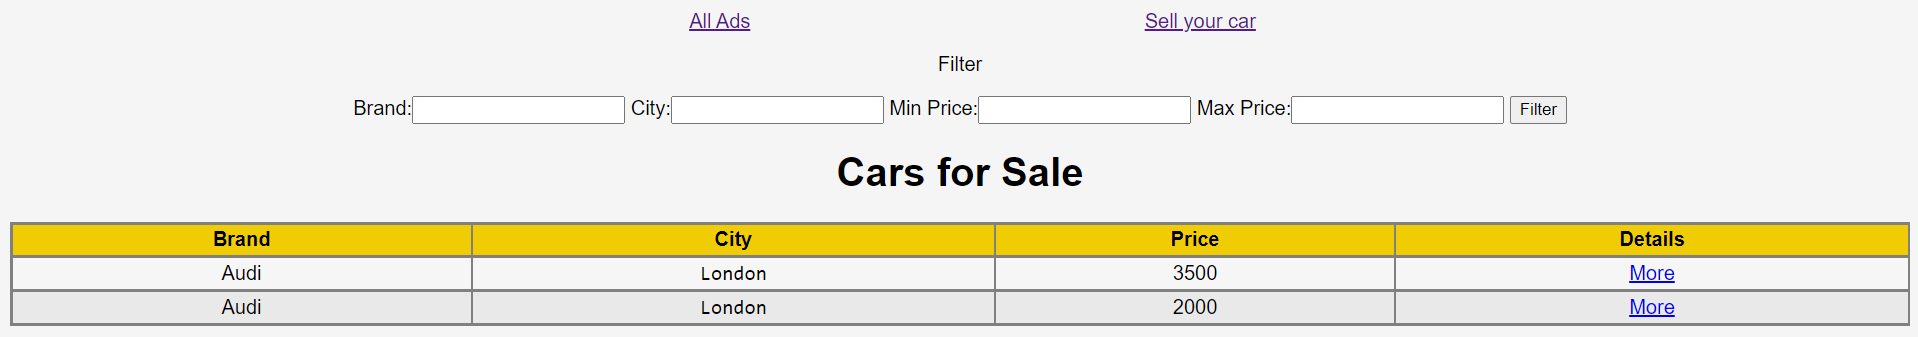 All Ads Sell your car
Filter
Brand: City: Min Price: Max Price: Filter
Cars for Sale
Brand City Price Details
Audi London 3500 More
Audi London 2000 More